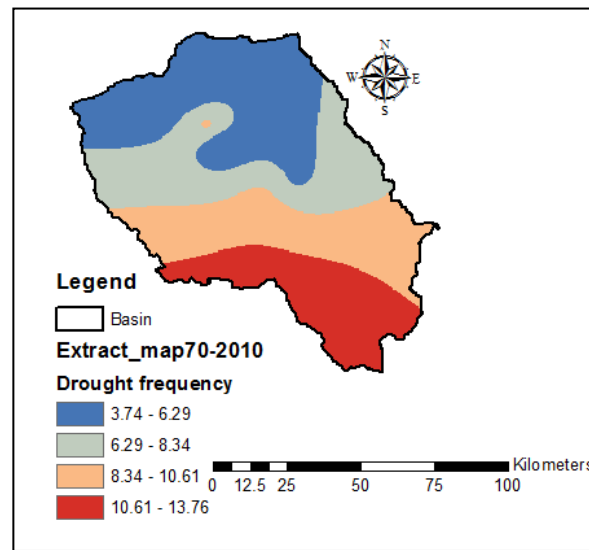 N
W E
S
Legend
Basin
Extract_map70-2010
Drought frequency
3.74 - 6.29
6.29 - 8.34
8.34 - 10.61
10.61 - 13.76
Kilometers
0 12.5 25 50 75 100